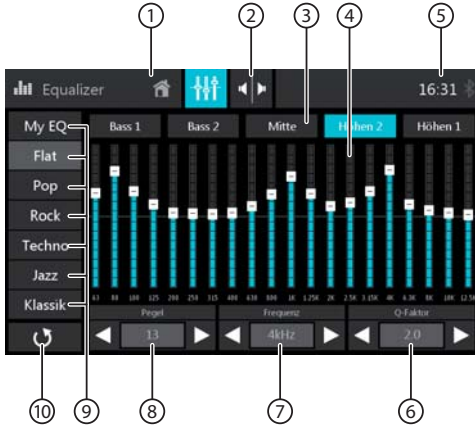 1 2 3 4 5
Equalizer 16:31
My EQ Bass 1 Bass 2 Mitte Höhen 2 Höhen 1
Flat
Pop
Rock
Techno
Jazz
Klassik
63 80 100 125 200 250 315 400 630 800 1K 1.25K 2K 2.5K 3.15K 4K 6.3K 8K 10K 12.5K
Pegel Frequenz Q-Faktor
13 4kHz 2.0
10 9 8 7 6